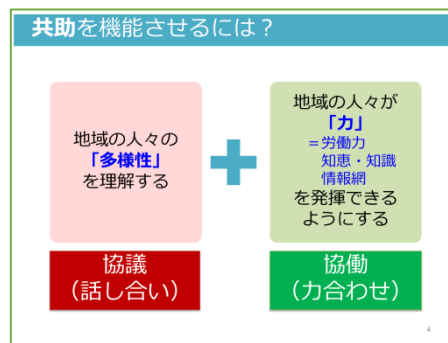 共助を機能させるには？
地域の人々の
「多様性」
を理解する
協議
（話し合い）
地域の人々が
「力」
＝労働力
知恵・知識
情報網
を発揮できる
ようにする
協働
（力合わせ）
4